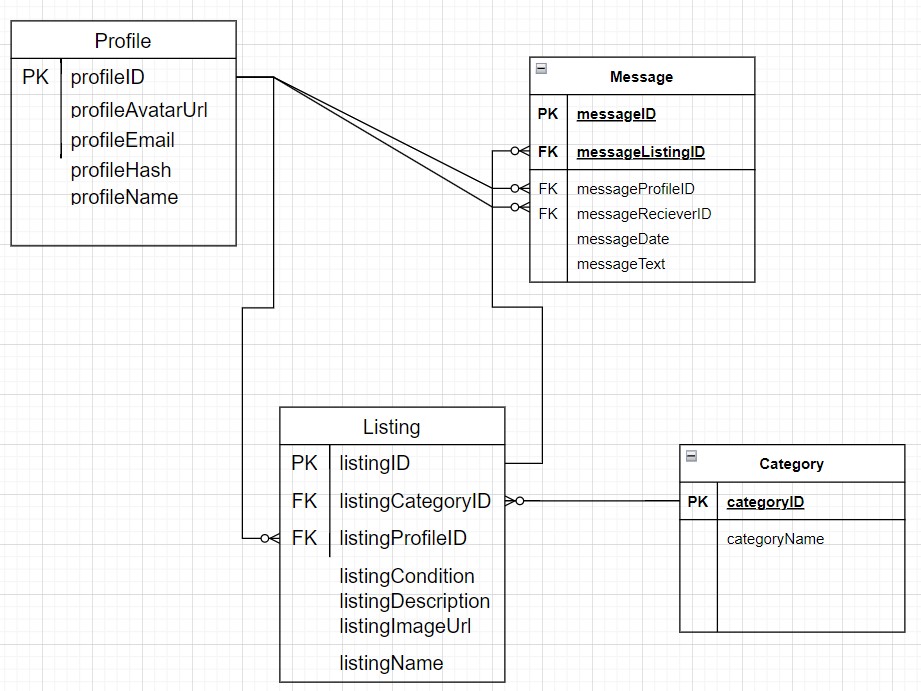 Profile
PK profileID
profileAvatarUrl
profileEmail
profileHash
profileName
Message
PK messageID
FK messageListingID
FK messageProfileID
FK messageRecieverID
messageDate
messageText
Listing
PK listingID
FK listingCategoryID
FK listingProfileID
listingCondition
listingDescription
listingImageUrl
listingName
Category
PK categoryID
categoryName